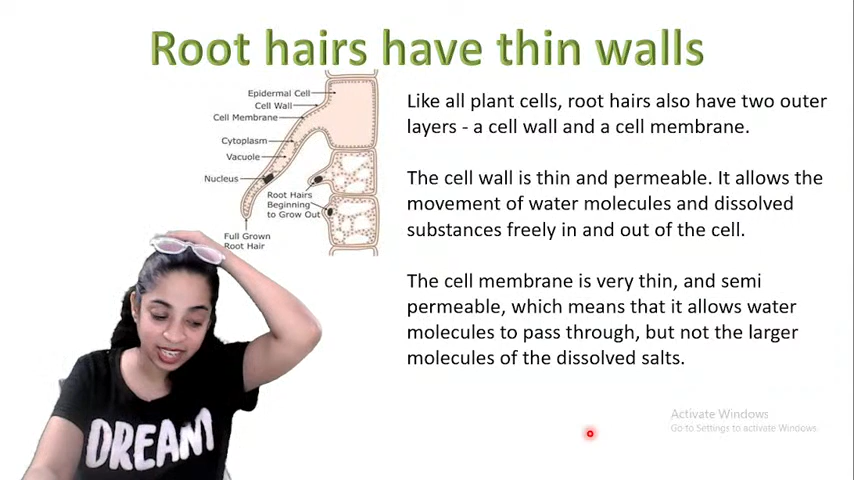 Root hairs have thin walls
Epidermal Cell
Cell Wall
Cell Membrane
Cytoplasm
Vacuole
Nucleus
Root Hairs
Beginning
to Grow Out
Full Grown
Root Hair
Like all plant cells, root hairs also have two outer
layers - a cell wall and a cell membrane.
The cell wall is thin and permeable. It allows the
movement of water molecules and dissolved
substances freely in and out of the cell.
The cell membrane is very thin, and semi
permeable, which means that it allows water
molecules to pass through, but not the larger
molecules of the dissolved salts.
DREAM
Activate Windows
Go to Settings to activate Windows.